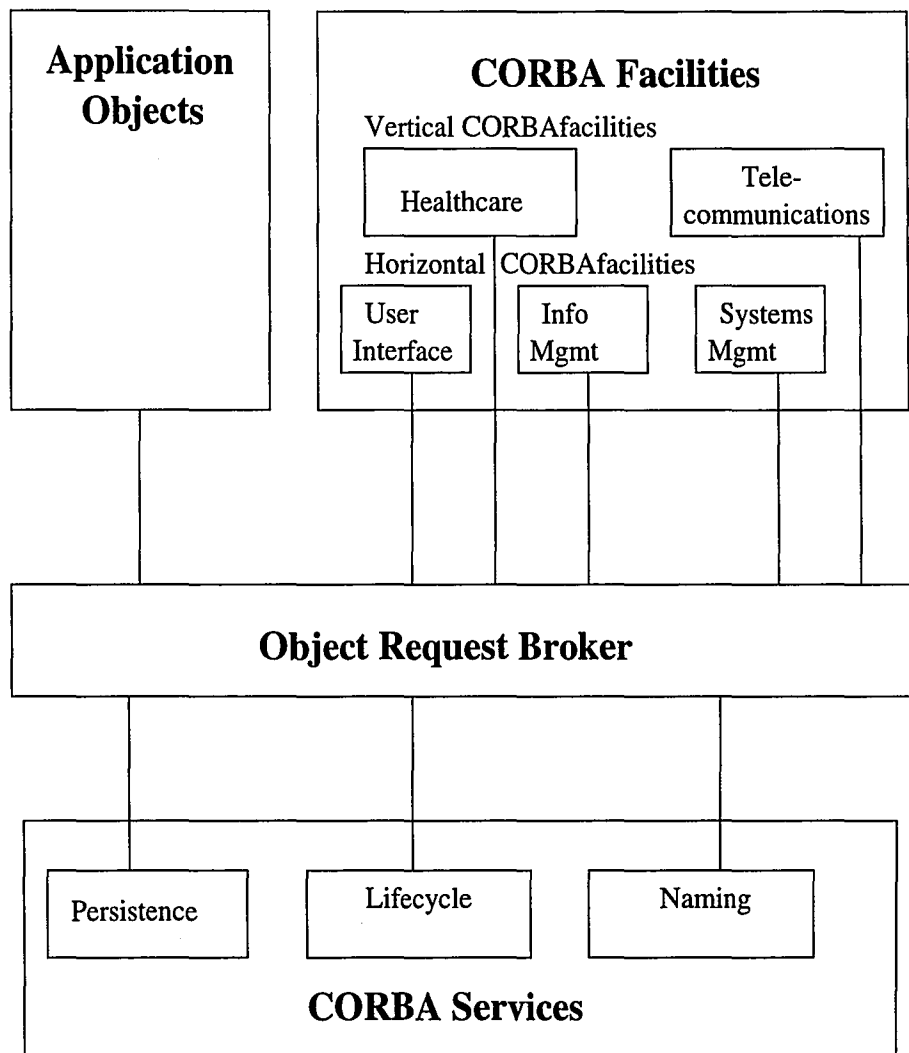 Application
Objects
CORBA Facilities
Vertical CORBAfacilities
Healthcare
Tele-
communications
Horizontal CORBAfacilities
User
Interface
Info
Mgmt
Systems
Mgmt
Object Request Broker
Persistence
Lifecycle
Naming
CORBA Services